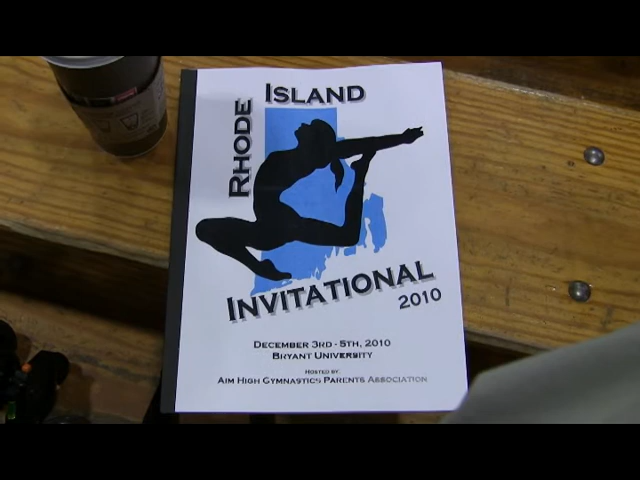 RHODE
ISLAND
INVITATIONAL
2010
DECEMBER 3RD - 5TH, 2010
BRYANT UNIVERSITY
HOSTED BY:
AIM HIGH GYMNASTICS PARENTS ASSOCIATION